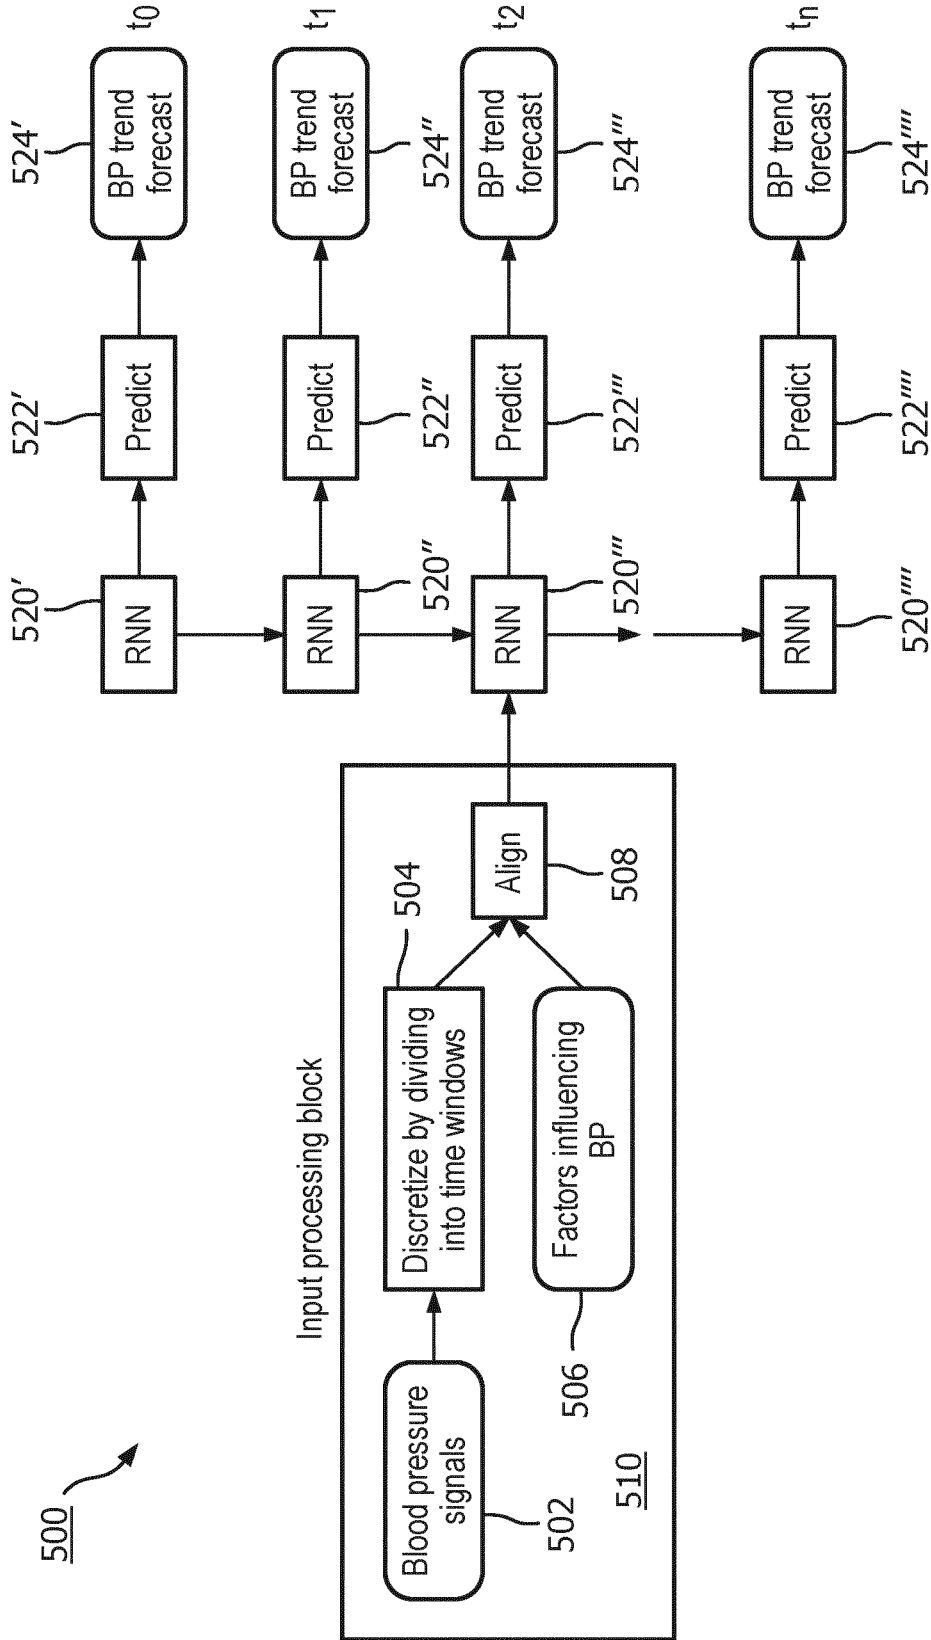 500
520'
522'
524'
RNN
Predict
BP trend
forecast
t0
Input processing block
RNN
Predict
BP trend
forecast
t1
504
520''
522''
524''
Blood pressure
signals
Discretize by dividing
into time windows
Align
RNN
Predict
BP trend
forecast
t2
502
Factors influencing
BP
506
508
520'''
522'''
524'''
510
RNN
Predict
BP trend
forecast
tn
520''''
522''''
524''''